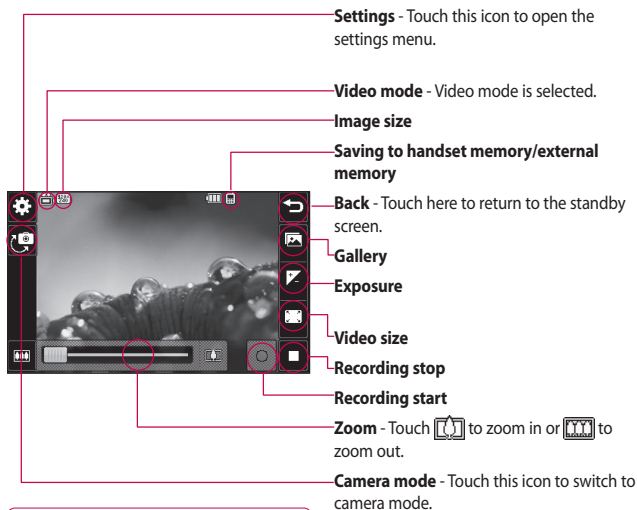 Settings - Touch this icon to open the
settings menu.
Video mode - Video mode is selected.
Image size
Saving to handset memory/external
memory
Back - Touch here to return to the standby
screen.
Gallery
Exposure
Video size
Recording stop
Recording start
Zoom - Touch to zoom in or to
zoom out.
Camera mode - Touch this icon to switch to
camera mode.